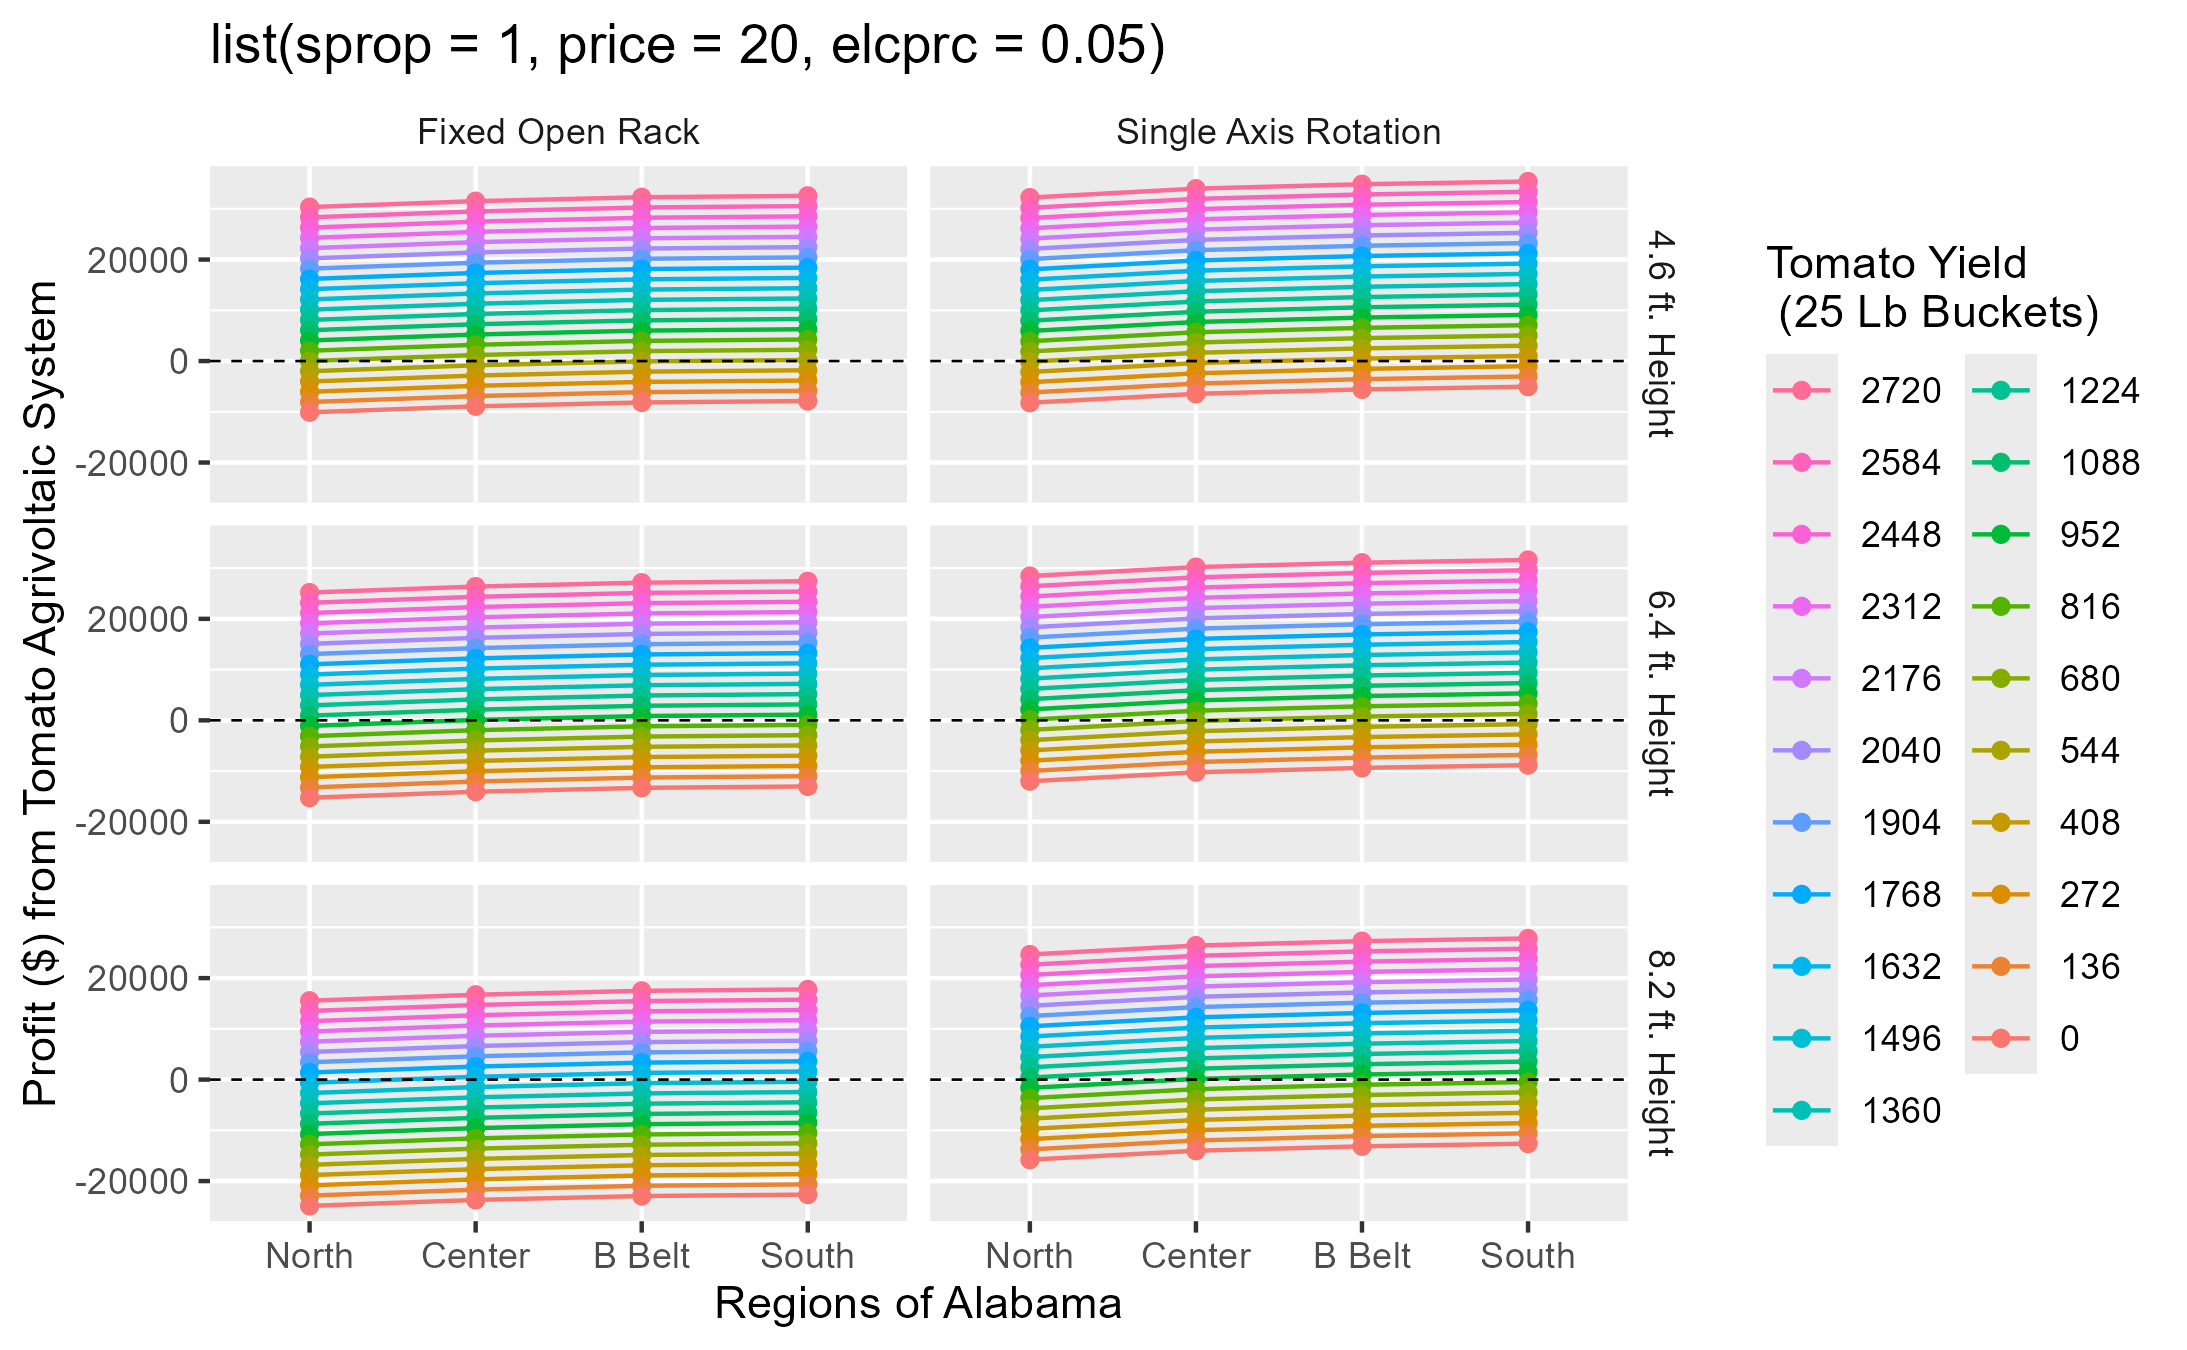 list(sprop = 1, price = 20, elcprc = 0.05)
Fixed Open Rack
Single Axis Rotation
Profit ($) from Tomato Agrivoltaic System
20000
0
-20000
4.6 ft. Height
20000
0
-20000
6.4 ft. Height
20000
0
-20000
8.2 ft. Height
North
Center
B Belt
South
North
Center
B Belt
South
Regions of Alabama
Tomato Yield
(25 Lb Buckets)
2720
2584
2448
2312
2176
2040
1904
1768
1632
1496
1360
1224
1088
952
816
680
544
408
272
136
0